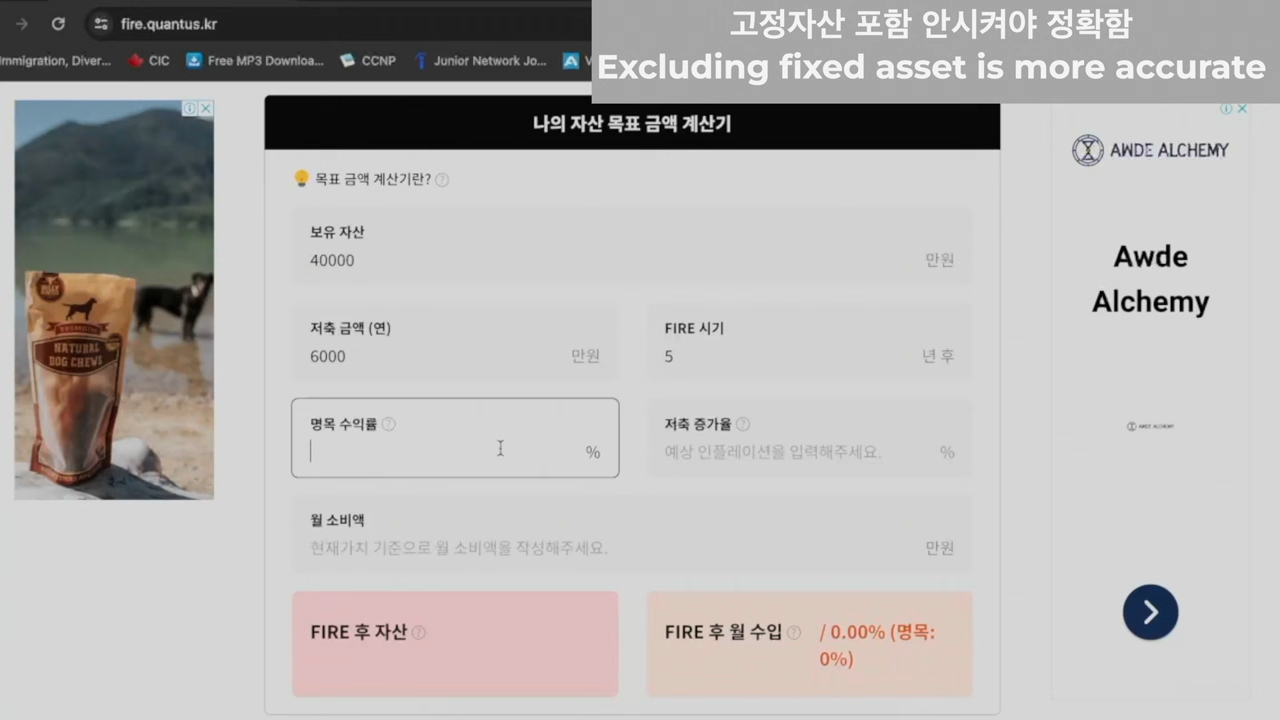 고정자산 포함 안시켜야 정확함
Excluding fixed asset is more accurate
fire.quantus.kr
mmigration, Diver...
CIC
Free MP3 Downloa...
CCNP
Junior Network Jo...
나의 자산 목표 금액 계산기
목표 금액 계산기란?
보유 자산
40000
만원
저축 금액 (연)
6000
만원
FIRE 시기
5
년 후
명목 수익률
%
저축 증가율
예상 인플레이션을 입력해주세요.
%
월 소비액
현재가치 기준으로 월 소비액을 작성해주세요.
만원
FIRE 후 자산
FIRE 후 월 수입
/ 0.00% (명목:
0%)
NATURAL
DOG CHEWS
AWDE ALCHEMY
Awde
Alchemy
AWDE ALCHEMY